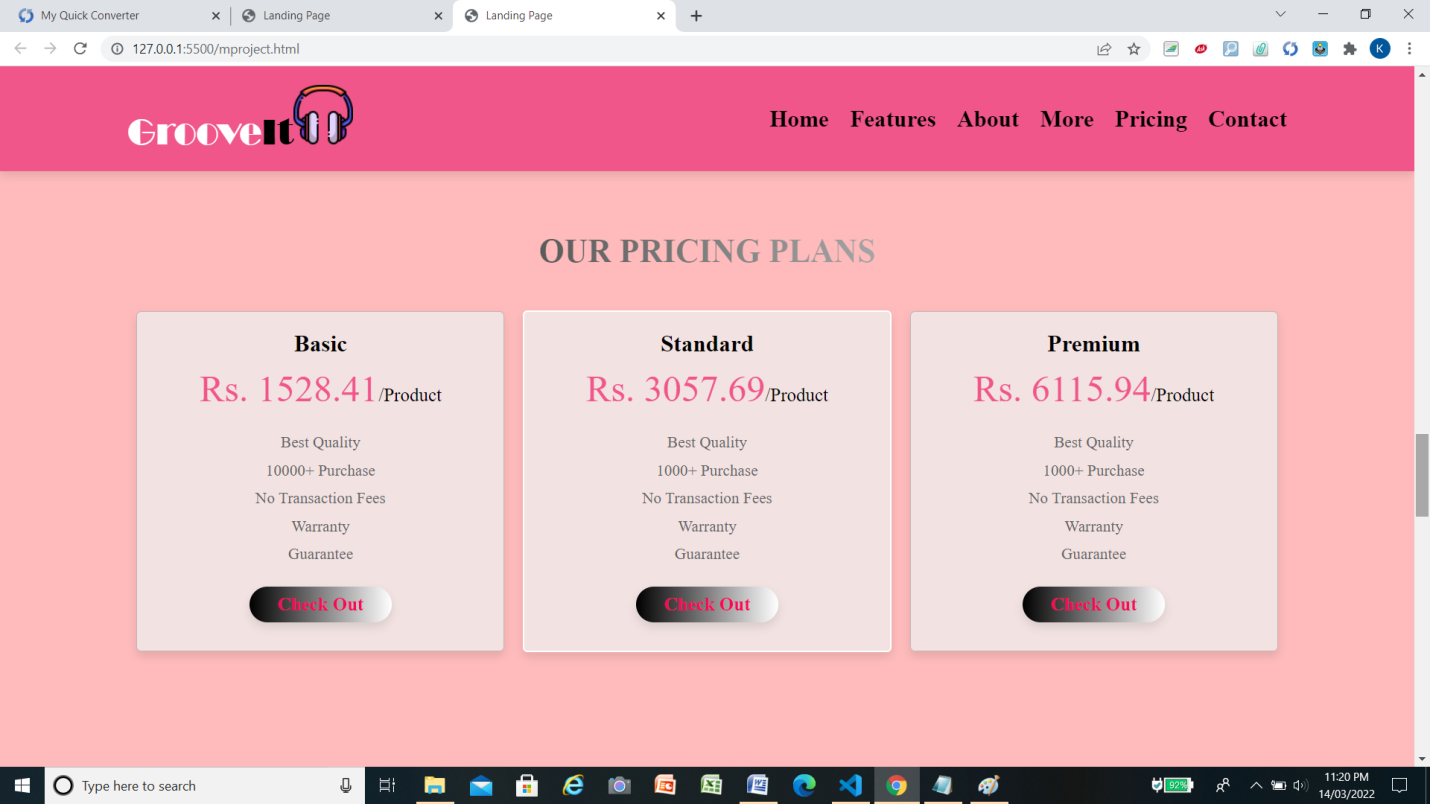 My Quick Converter
Landing Page
Landing Page
127.0.0.1:5500/mproject.html
K
GrooveIt
Home Features About More Pricing Contact
OUR PRICING PLANS
Basic
Rs. 1528.41/Product
Best Quality
10000+ Purchase
No Transaction Fees
Warranty
Guarantee
Check Out
Standard
Rs. 3057.69/Product
Best Quality
1000+ Purchase
No Transaction Fees
Warranty
Guarantee
Check Out
Premium
Rs. 6115.94/Product
Best Quality
1000+ Purchase
No Transaction Fees
Warranty
Guarantee
Check Out
Type here to search
92%
11:20 PM
14/03/2022